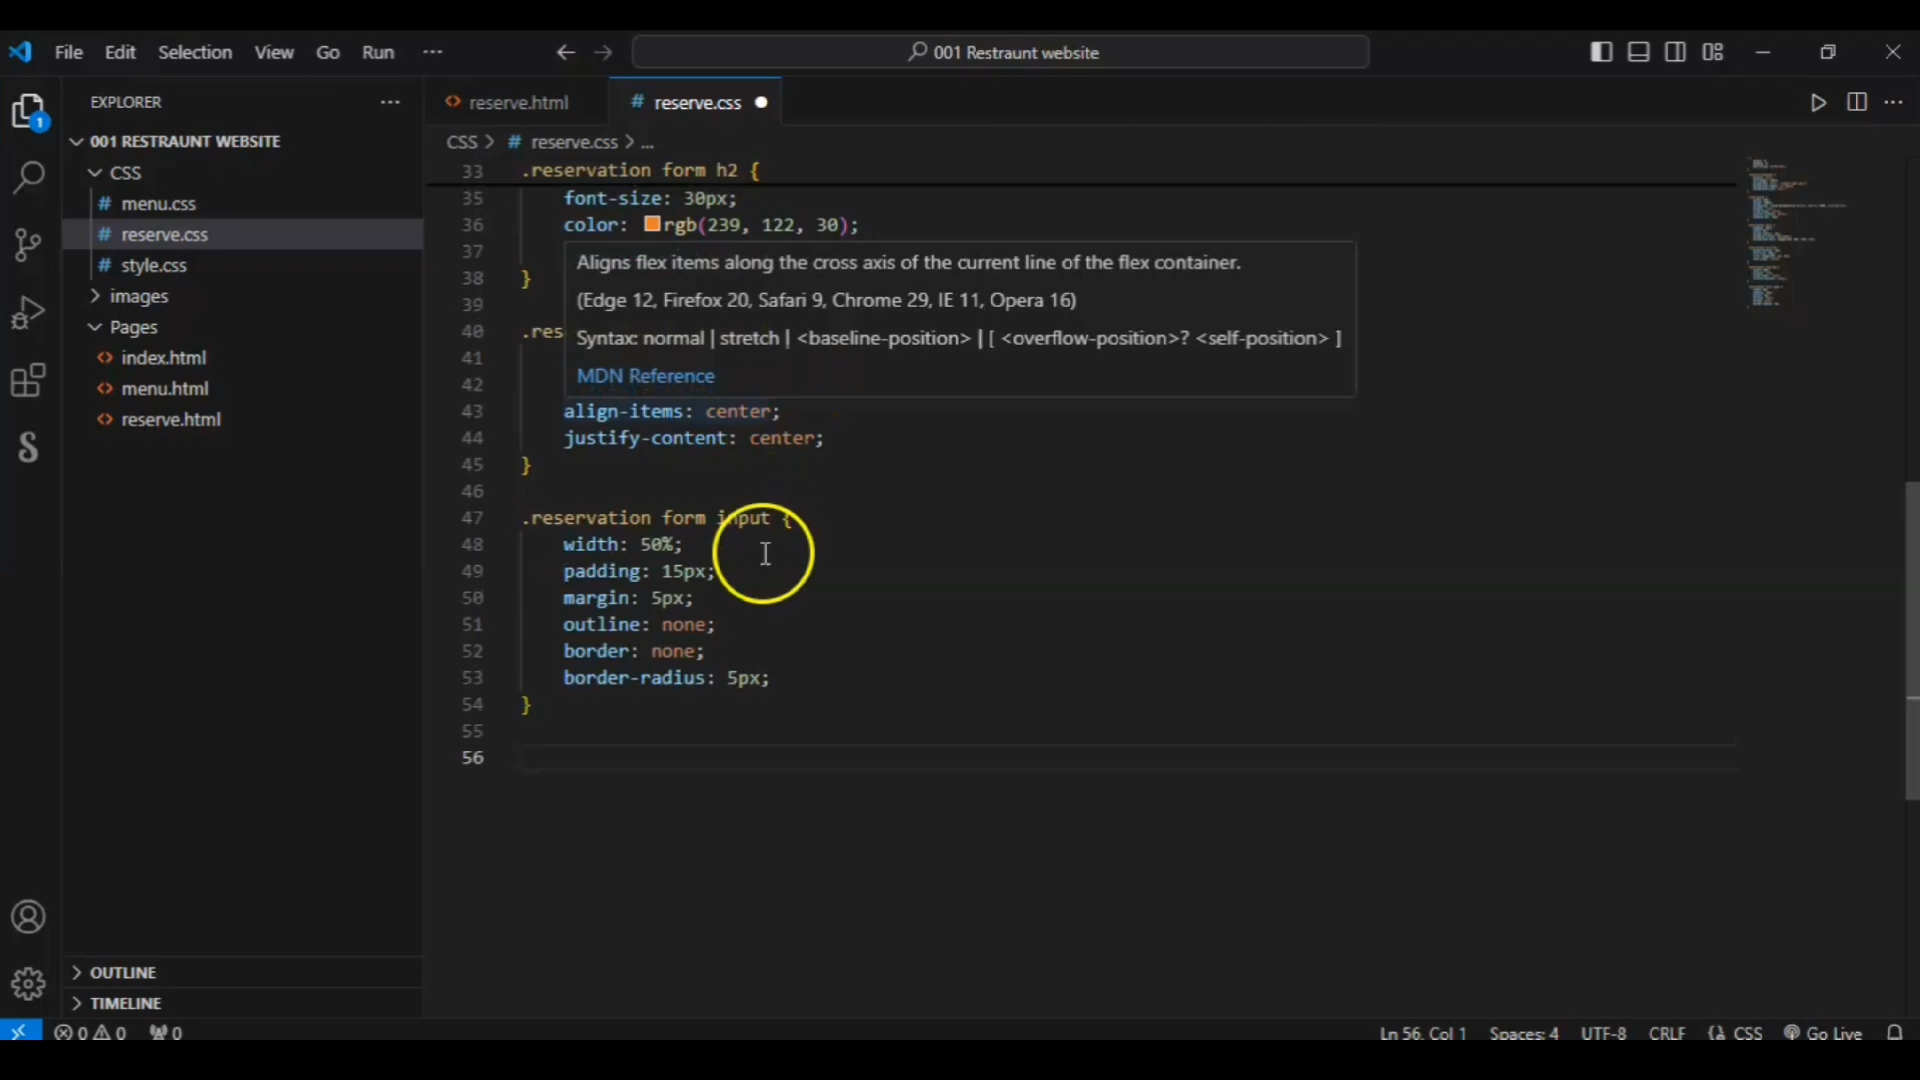 File Edit Selection View Go Run ···
001 Restraunt website
EXPLORER ···
001 RESTRAUNT WEBSITE
CSS
# menu.css
# reserve.css
# style.css
images
Pages
<> index.html
<> menu.html
<> reserve.html
OUTLINE
TIMELINE
1
<> reserve.html
# reserve.css
CSS > # reserve.css > ...
33 .reservation form h2 {
35 font-size: 30px;
36 color: rgb(239, 122, 30);
37
38 }
39
40 .res
41
42
Aligns flex items along the cross axis of the current line of the flex container.
(Edge 12, Firefox 20, Safari 9, Chrome 29, IE 11, Opera 16)
Syntax: normal | stretch | <baseline-position> | [ <overflow-position>? <self-position> ]
MDN Reference
43 align-items: center;
44 justify-content: center;
45 }
46
47 .reservation form input {
48 width: 50%;
49 padding: 15px;
50 margin: 5px;
51 outline: none;
52 border: none;
53 border-radius: 5px;
54 }
55
56
0 0 0
Ln 56, Col 1 Spaces: 4 UTF-8 CRLF {} CSS Go Live